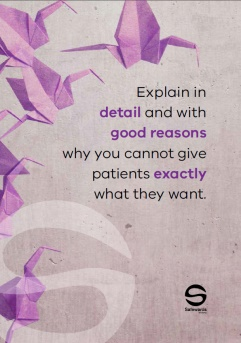 Explain in
detail and with
good reasons
why you cannot give
patients exactly
what they want.